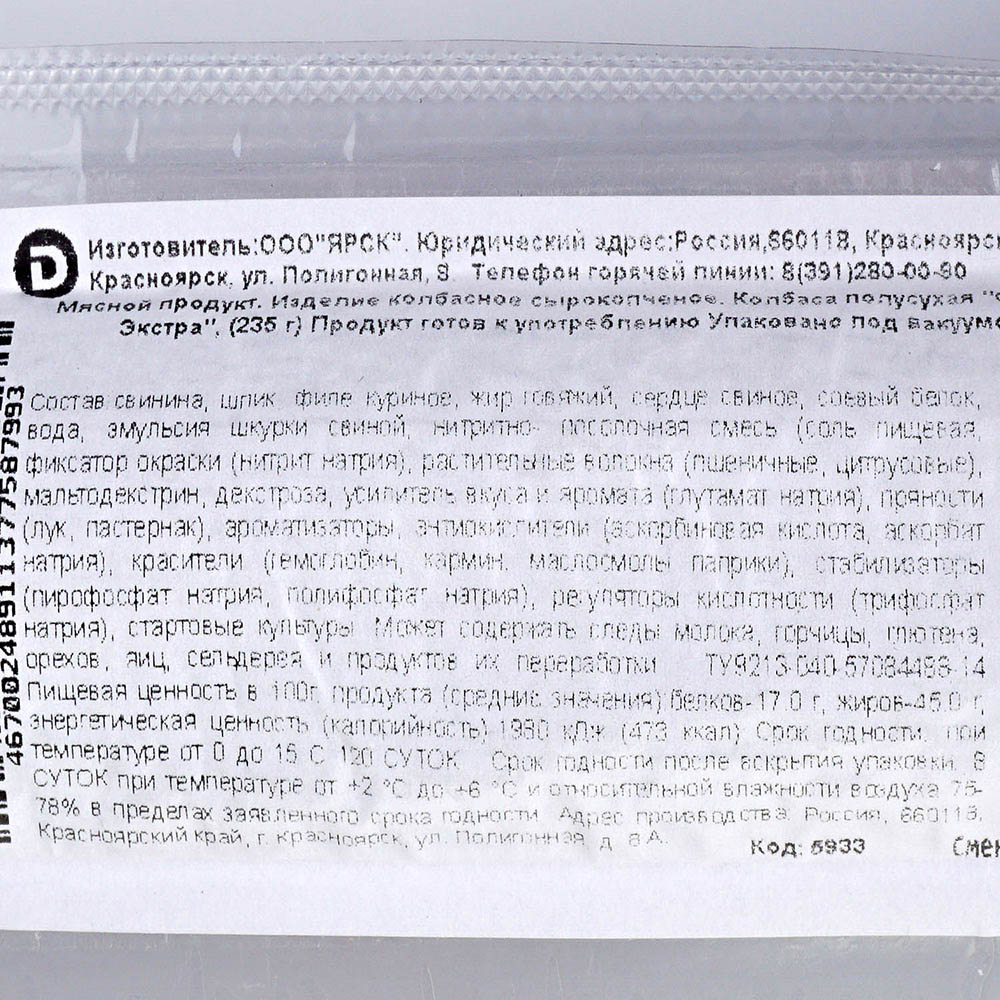 D
Изготовитель:ООО"ЯРСК". Юридический адрес:Россия,660118, Красноярск
Красноярск, ул. Полигонная, 8. Телефон горячей линии: 8(391)280-00-90
Мясной продукт. Изделие колбасное сырокопченое. Колбаса полусухая "
Экстра", (235 г) Продукт готов к употреблению Упаковано под вакуумо
Состав свинина, шпик, филе куриное, жир говяжий, сердце свиное, соевый белок,
вода, эмульсия шкурки свиной, нитритно- посолочная смесь (соль пищевая,
фиксатор окраски (нитрит натрия), растительные волокна (пшеничные, цитрусовые),
мальтодекстрин, декстроза, усилитель вкуса и аромата (глутамат натрия), пряности
(лук, пастернак), ароматизаторы, антиокислители (аскорбиновая кислота, аскорбат
натрия), красители (гемоглобин, кармин, маслосмолы паприки), стабилизаторы
(пирофосфат натрия, полифосфат натрия), регуляторы кислотности (трифосфат
натрия), стартовые культуры. Может содержать следы молока, горчицы, глютена,
орехов, яиц, сельдерея и продуктов их переработки ТУ9213-040-57084488-14
Пищевая ценность в 100г. продукта (средние значения):белков-17.0 г, жиров-45.0 г,
энергетическая ценность (калорийность)-1980 кДж (473 ккал) Срок годности: при
температуре от 0 до 15 С 120 СУТОК Срок годности после вскрытия упаковки: 8
СУТОК при температуре от +2 °С до +6 °С и относительной влажности воздуха 75-
78% в пределах заявленного срока годности. Адрес производства: Россия, 660118,
Красноярский край, г. Красноярск, ул. Полигонная, д. 8 А.
Код: 5933 Смен
4670024891137758 7993